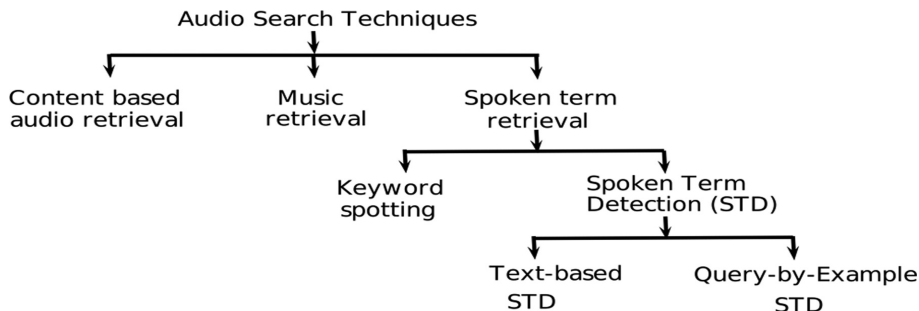 Audio Search Techniques
Content based
audio retrieval
Music
retrieval
Spoken term
retrieval
Keyword
spotting
Spoken Term
Detection (STD)
Text-based
STD
Query-by-Example
STD